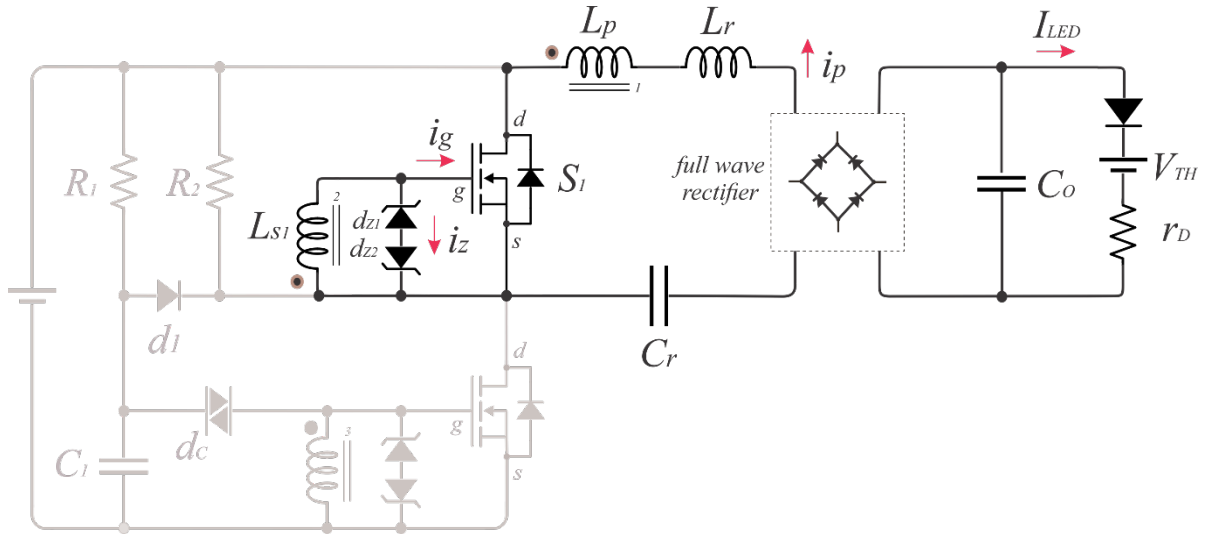 Lp
Lr
ILED
ip
1
d
R1
R2
ig
g
S1
full wave
rectifier
CO
VTH
2
LS1
dZ1
dZ2
iz
s
rD
d1
Cr
d
dC
g
3
C1
s